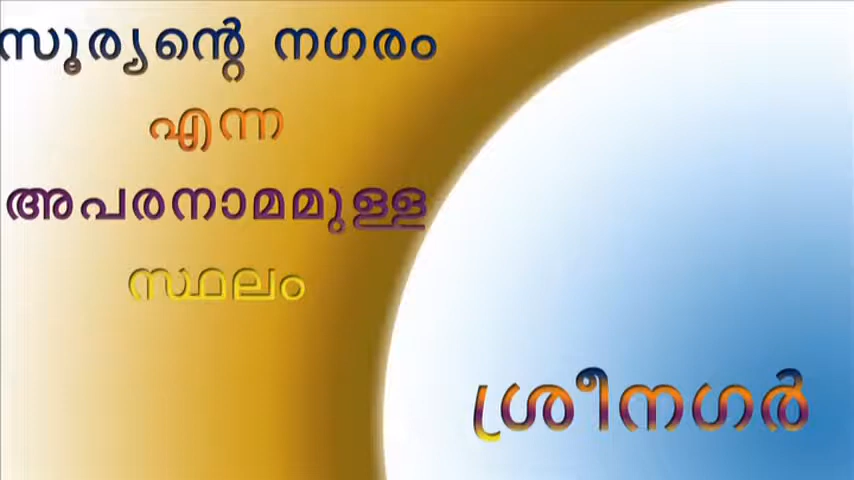 സൂര്യന്റെ നഗരം
എന്ന
അപരനാമമുള്ള
സ്ഥലം
ശ്രീനഗർ